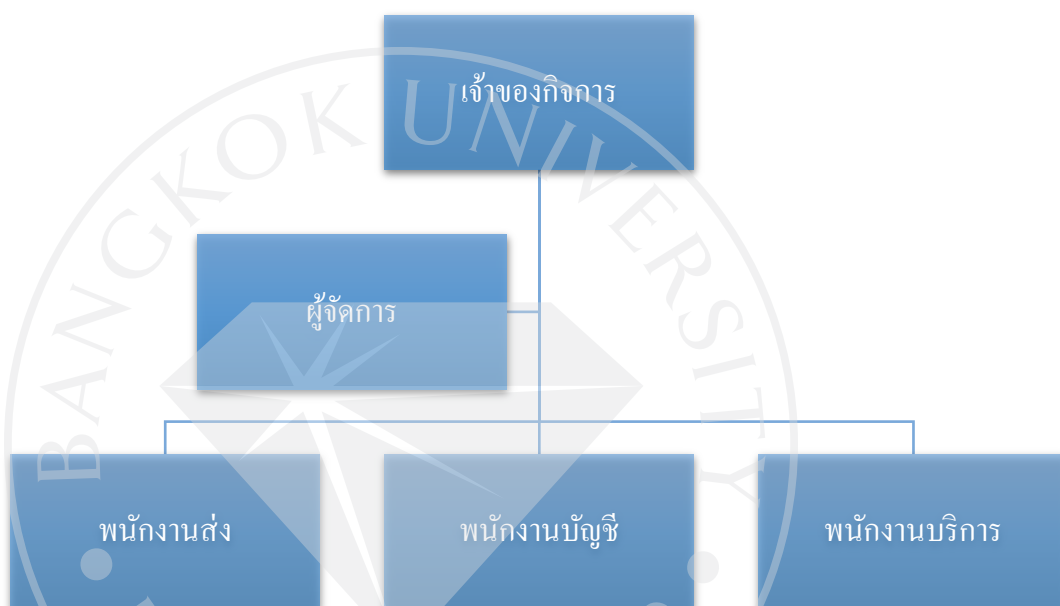 เจ้าของกิจการ
BANGKOK UNIVERSITY
ผู้จัดการ
พนักงานส่ง
พนักงานบัญชี
พนักงานบริการ